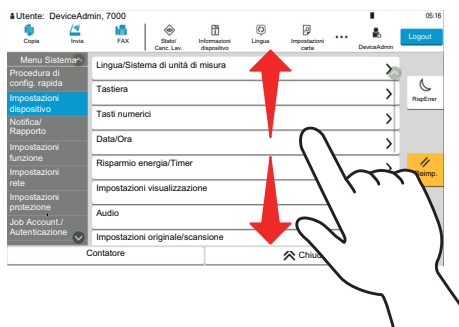 Utente: DeviceAdmin, 7000
05:16
Copia
Invia
FAX
Stato/
Canc. Lav.
Informazioni
dispositivo
Lingua
Impostazioni
carta
DeviceAdmin
Logout
Menu Sistema
Procedura di
config. rapida
Impostazioni
dispositivo
Notifica/
Rapporto
Impostazioni
funzione
Impostazioni
rete
Impostazioni
protezione
Job Account./
Autenticazione
Lingua/Sistema di unità di misura
Tastiera
Tasti numerici
Data/Ora
Risparmio energia/Timer
Impostazioni visualizzazione
Audio
Impostazioni originale/scansione
RispEner
Reimp.
Contatore
Chiud